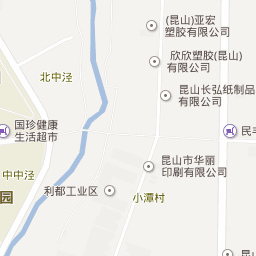 (昆山)亚宏
塑胶有限公司
欣欣塑胶(昆山)
有限公司
北中泾
昆山长弘纸制品
有限公司
国珍健康
生活超市
民丰
昆山市华丽
印刷有限公司
中中泾
利都工业区
园
小潭村